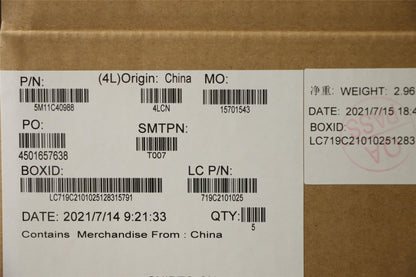 P/N:
(4L)Origin: China
MO:
5M11C40988
4LCN
15701543
PO:
SMTPN:
4501657638
T007
BOXID:
LC P/N:
LC719C2101025128315791
719C2101025
DATE: 2021/7/14 9:21:33
QTY:
5
Contains Merchandise From : China
净重: WEIGHT: 2.96
DATE: 2021/7/15 18:4
BOXID:
LC719C21010251283